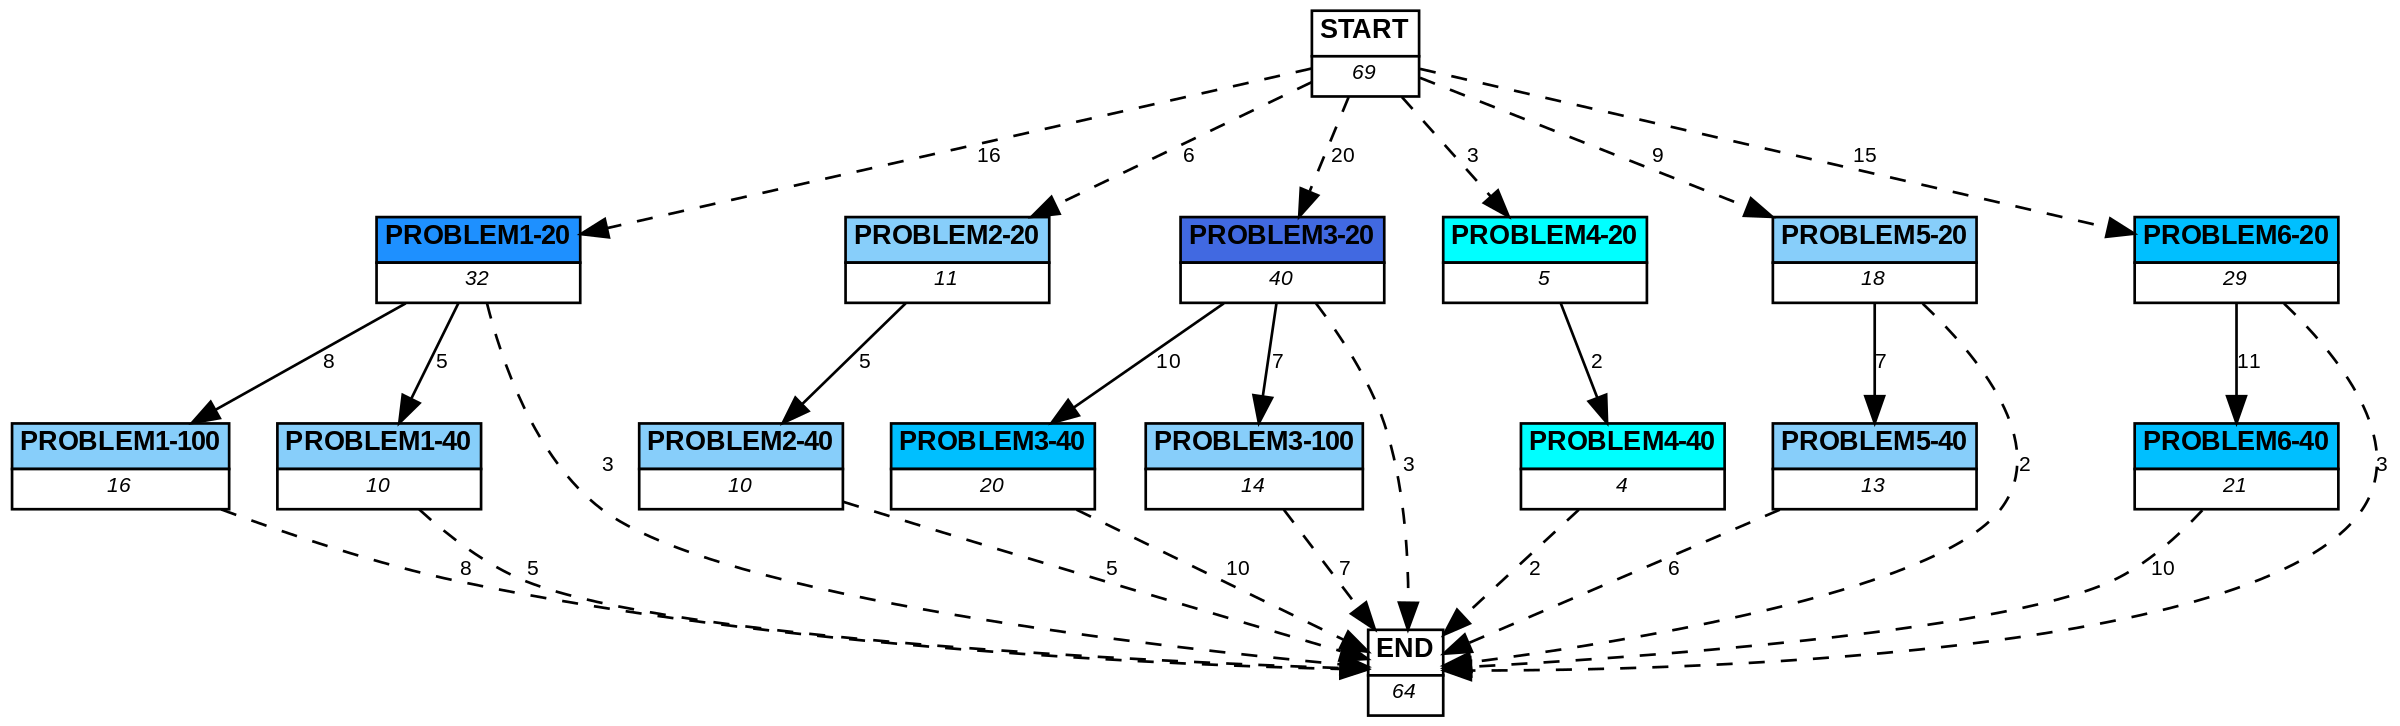 START
69
16
6
20
3
9
15
PROBLEM1-20
32
PROBLEM2-20
11
PROBLEM3-20
40
PROBLEM4-20
5
PROBLEM5-20
18
PROBLEM6-20
29
8
5
5
10
7
2
7
11
PROBLEM1-100
16
PROBLEM1-40
10
3
PROBLEM2-40
10
PROBLEM3-40
20
PROBLEM3-100
14
3
PROBLEM4-40
4
PROBLEM5-40
13
2
PROBLEM6-40
21
3
8
5
5
10
7
2
6
10
END
64